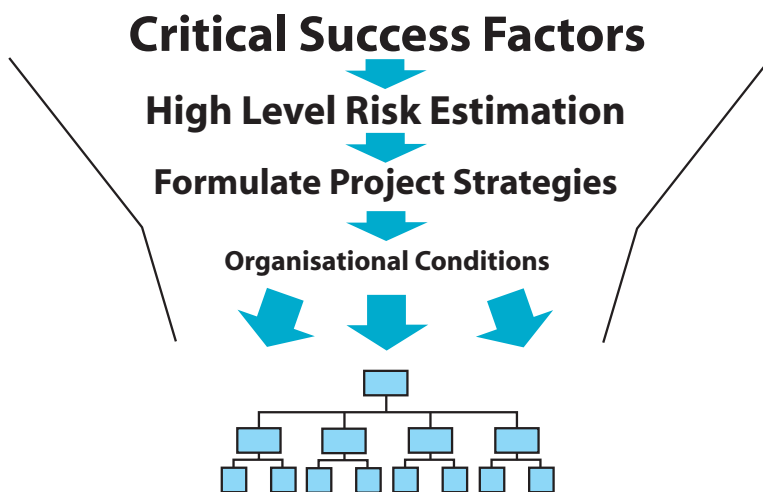 Critical Success Factors
High Level Risk Estimation
Formulate Project Strategies
Organisational Conditions